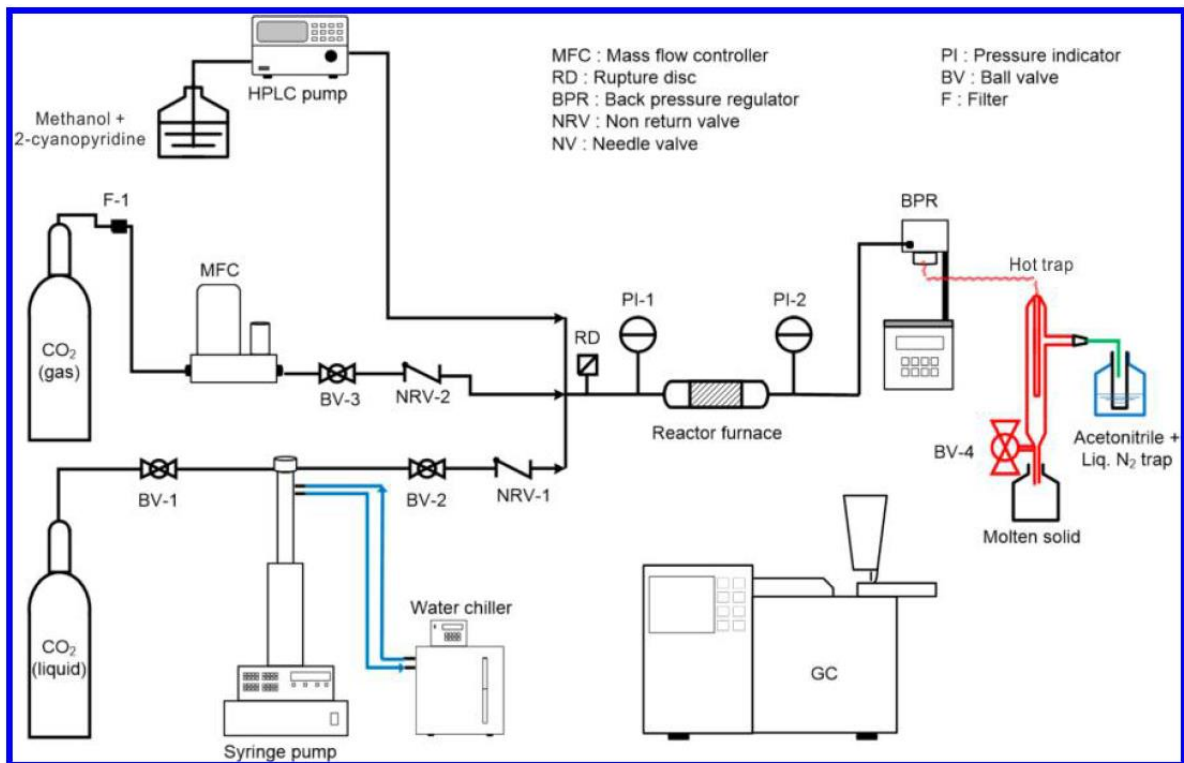 HPLC pump
Methanol +
2-cyanopyridine
MFC : Mass flow controller
RD : Rupture disc
BPR : Back pressure regulator
NRV : Non return valve
NV : Needle valve
PI : Pressure indicator
BV : Ball valve
F : Filter
F-1
MFC
CO₂
(gas)
BV-3
NRV-2
RD
PI-1
PI-2
Reactor furnace
BPR
Hot trap
Acetonitrile +
Liq. N₂ trap
BV-4
Molten solid
BV-1
BV-2
NRV-1
CO₂
(liquid)
Water chiller
Syringe pump
GC